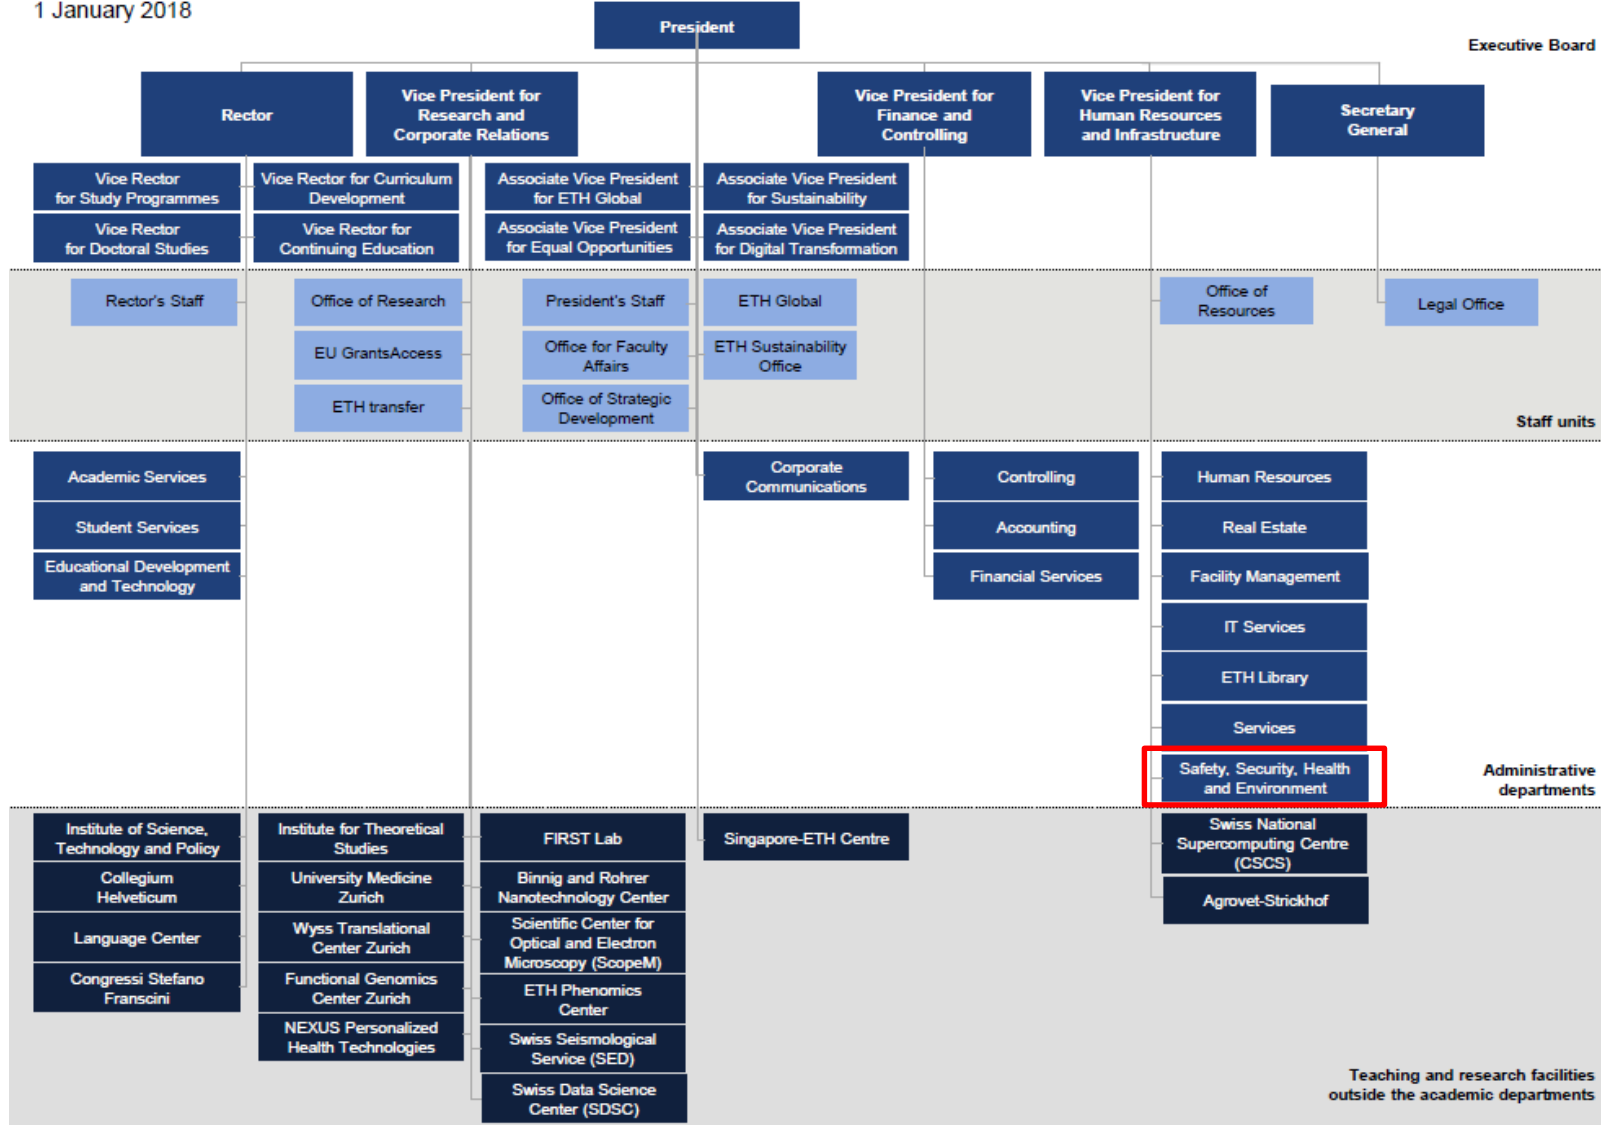 1 January 2018
President
Executive Board
Rector
Vice President for
Research and
Corporate Relations
Vice President for
Finance and
Controlling
Vice President for
Human Resources
and Infrastructure
Secretary
General
Vice Rector
for Study Programmes
Vice Rector for Curriculum
Development
Associate Vice President
for ETH Global
Associate Vice President
for Sustainability
Vice Rector
for Doctoral Studies
Vice Rector for
Continuing Education
Associate Vice President
for Equal Opportunities
Associate Vice President
for Digital Transformation
Rector's Staff
Office of Research
President's Staff
ETH Global
Office of
Resources
Legal Office
EU GrantsAccess
Office for Faculty
Affairs
ETH Sustainability
Office
ETH transfer
Office of Strategic
Development
Staff units
Academic Services
Corporate
Communications
Controlling
Human Resources
Student Services
Accounting
Real Estate
Educational Development
and Technology
Financial Services
Facility Management
IT Services
ETH Library
Services
Safety, Security, Health
and Environment
Administrative
departments
Institute of Science,
Technology and Policy
Institute for Theoretical
Studies
FIRST Lab
Singapore-ETH Centre
Swiss National
Supercomputing Centre
(CSCS)
Collegium
Helveticum
University Medicine
Zurich
Binnig and Rohrer
Nanotechnology Center
Agrovet-Strickhof
Language Center
Wyss Translational
Center Zurich
Scientific Center for
Optical and Electron
Microscopy (ScopeM)
Congressi Stefano
Franscini
Functional Genomics
Center Zurich
ETH Phenomics
Center
NEXUS Personalized
Health Technologies
Swiss Seismological
Service (SED)
Swiss Data Science
Center (SDSC)
Teaching and research facilities
outside the academic departments